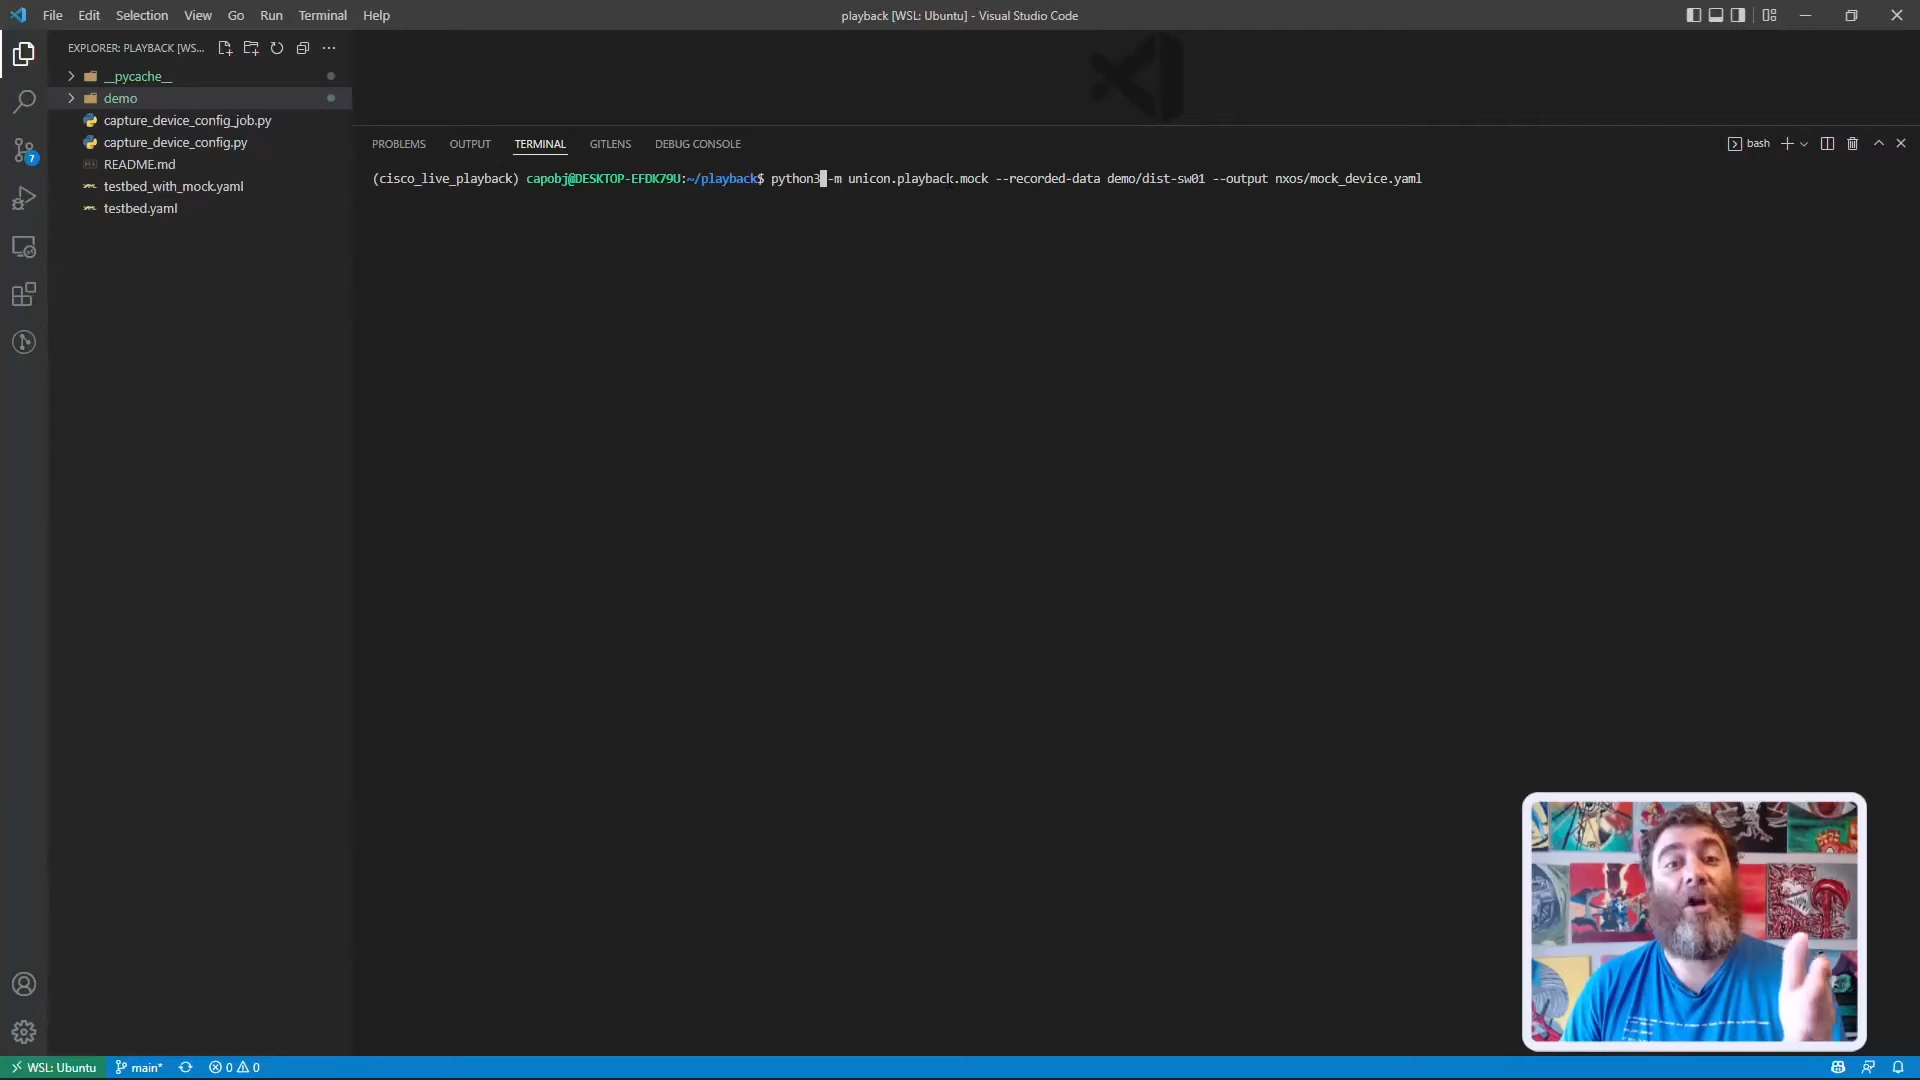 File Edit Selection View Go Run Terminal Help
playback [WSL: Ubuntu] - Visual Studio Code
EXPLORER: PLAYBACK [WS...
__pycache__
demo
capture_device_config_job.py
capture_device_config.py
README.md
testbed_with_mock.yaml
testbed.yaml
7
PROBLEMS OUTPUT TERMINAL GITLENS DEBUG CONSOLE
bash
(cisco_live_playback) capobj@DESKTOP-EFDK79U:~/playback$ python3 -m unicon.playback.mock --recorded-data demo/dist-sw01 --output nxos/mock_device.yaml
WSL: Ubuntu main* 0 0